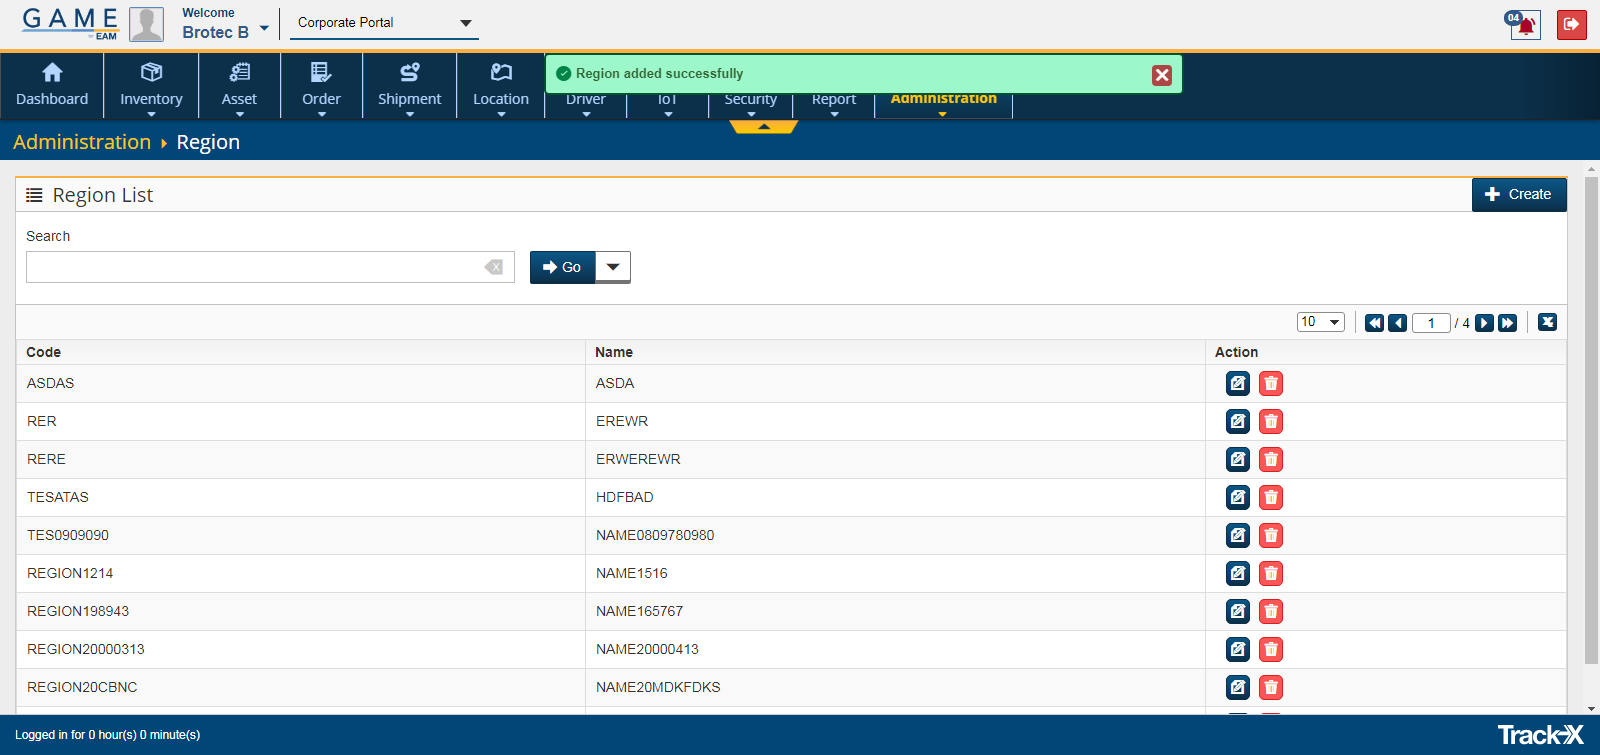 GAME
BY EAM
Welcome
Brotec B
Corporate Portal
04
Dashboard Inventory Asset Order Shipment Location Driver IoT Security Report Administration
Region added successfully
Administration Region
Region List
Create
Search
Go
10 1 / 4
Code Name Action
ASDAS ASDA
RER EREWR
RERE ERWEREWR
TESATAS HDFBAD
TES0909090 NAME0809780980
REGION1214 NAME1516
REGION198943 NAME165767
REGION20000313 NAME20000413
REGION20CBNC NAME20MDKFDKS
Logged in for 0 hour(s) 0 minute(s)
Track-X